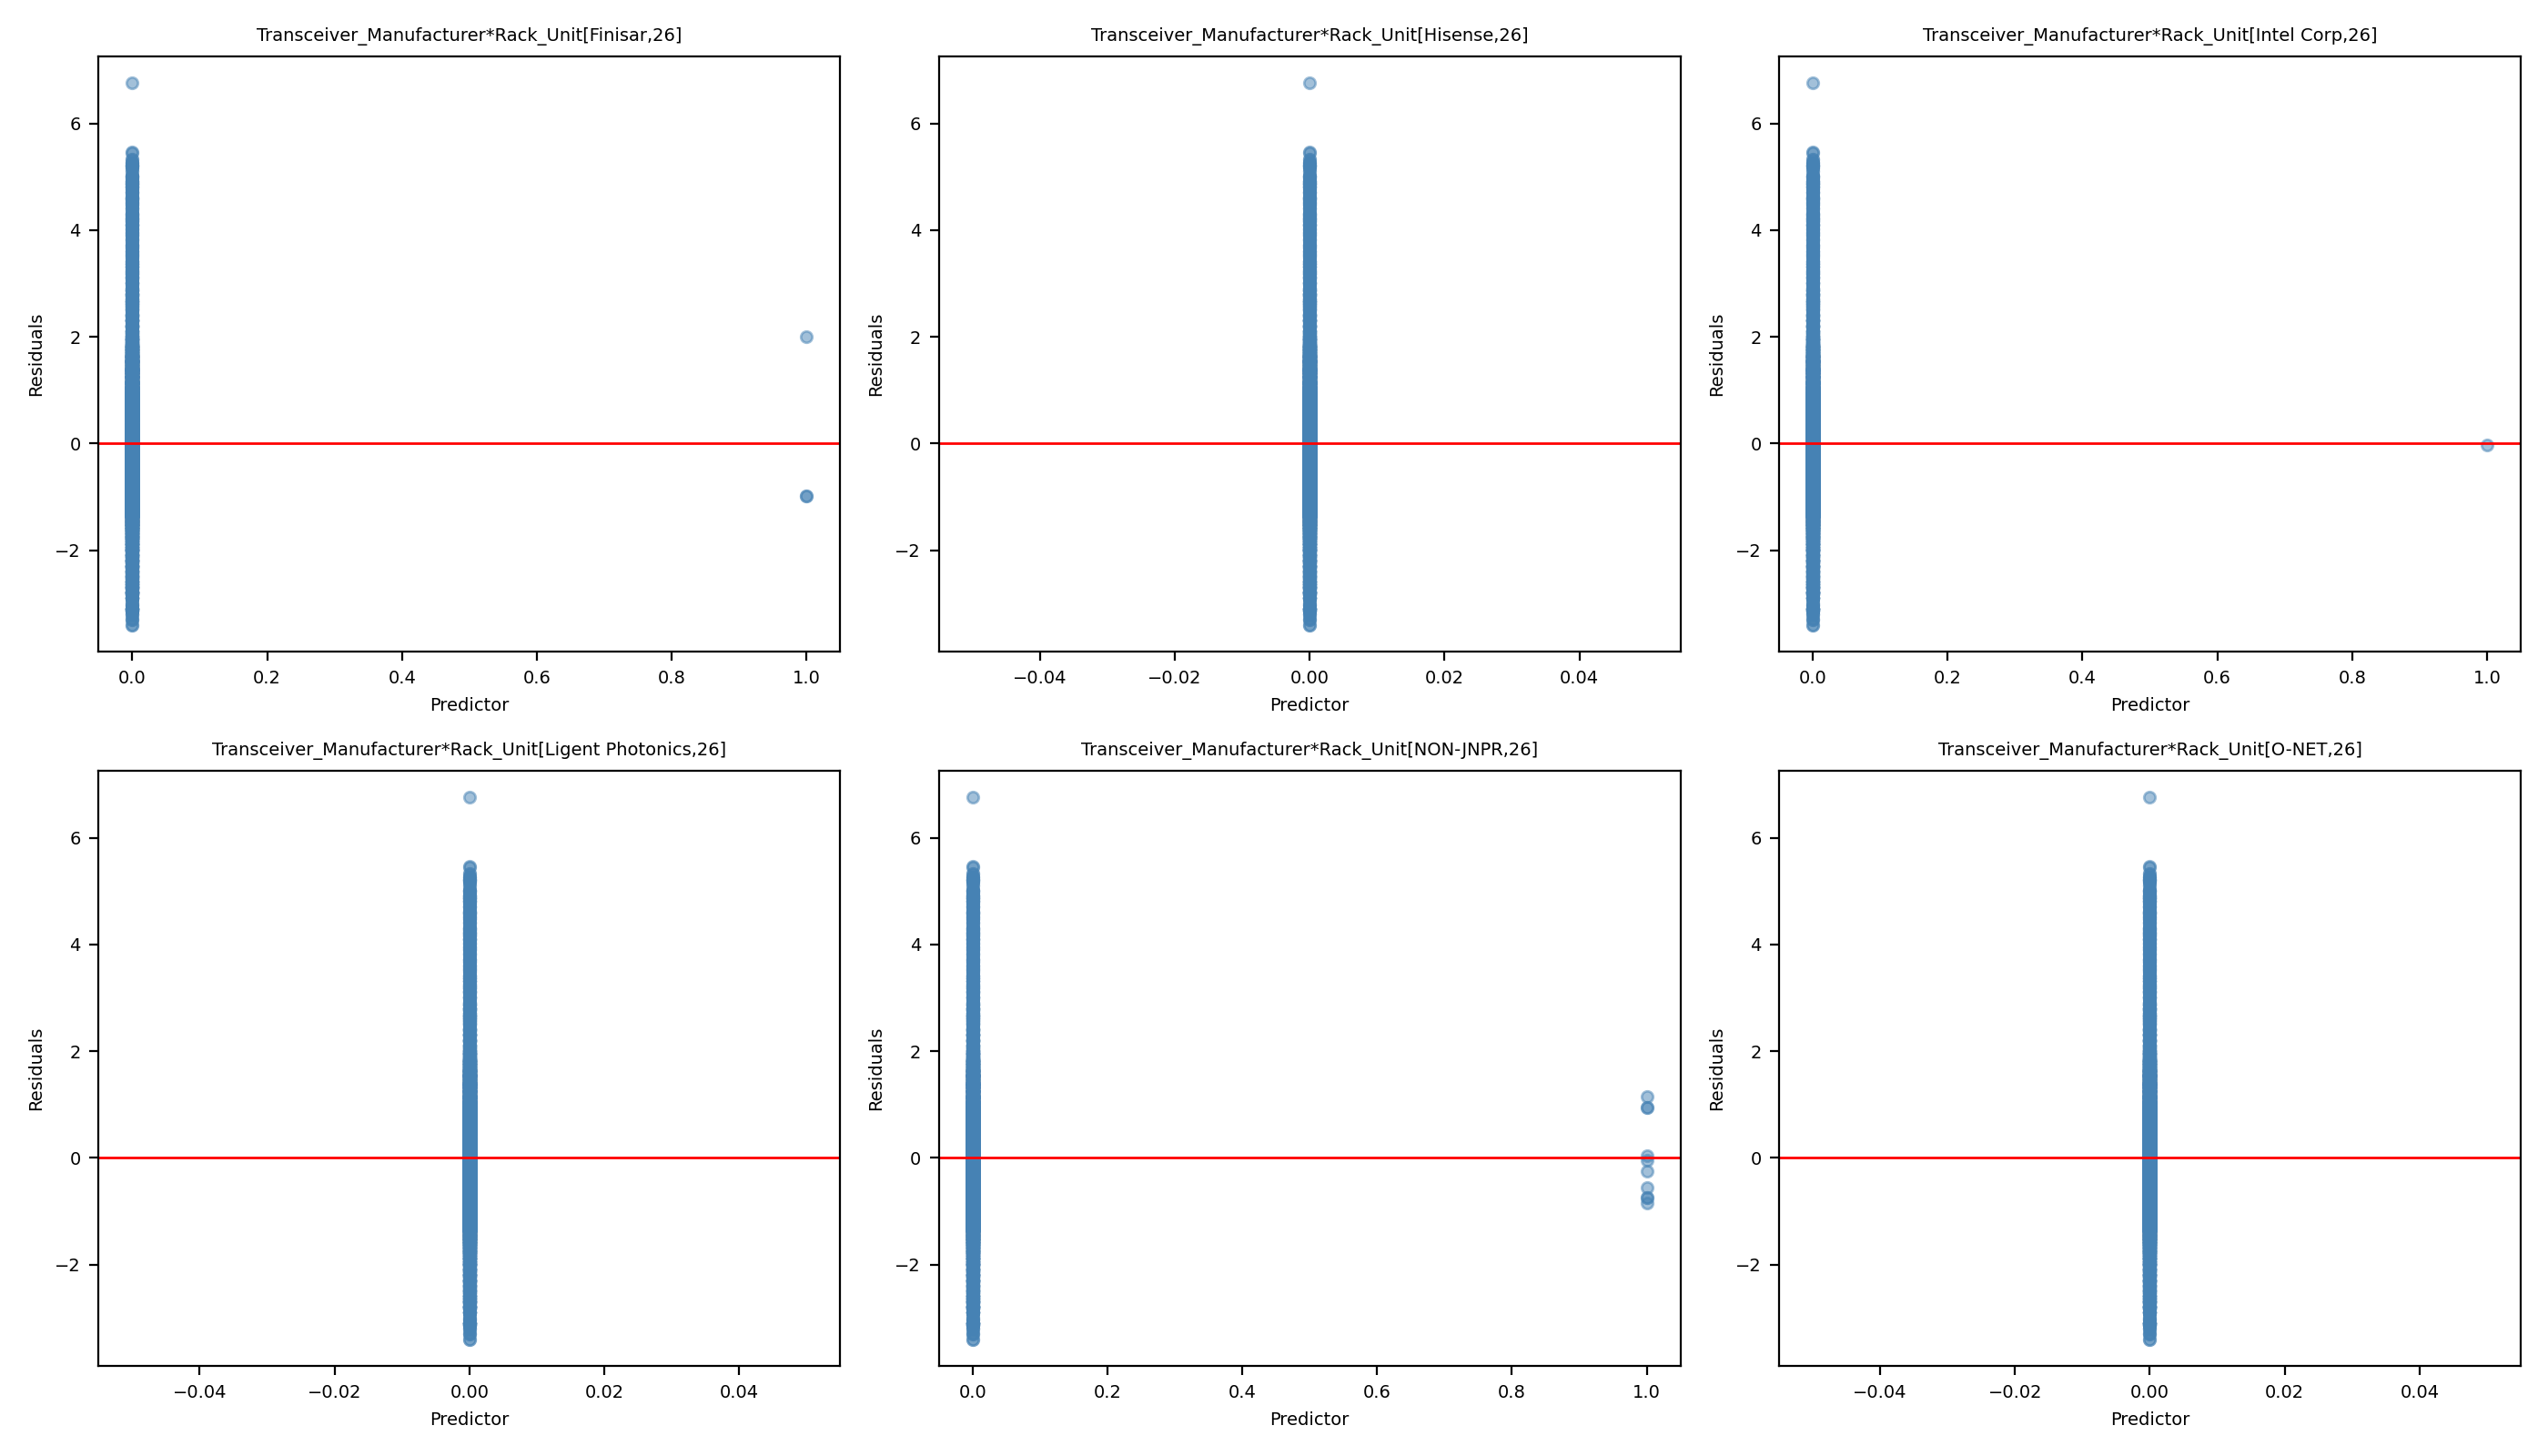 Transceiver_Manufacturer*Rack_Unit[Finisar,26]
Residuals
6
4
2
0
−2
0.0 0.2 0.4 0.6 0.8 1.0
Predictor
Transceiver_Manufacturer*Rack_Unit[Hisense,26]
Residuals
6
4
2
0
−2
−0.04 −0.02 0.00 0.02 0.04
Predictor
Transceiver_Manufacturer*Rack_Unit[Intel Corp,26]
Residuals
6
4
2
0
−2
0.0 0.2 0.4 0.6 0.8 1.0
Predictor
Transceiver_Manufacturer*Rack_Unit[Ligent Photonics,26]
Residuals
6
4
2
0
−2
−0.04 −0.02 0.00 0.02 0.04
Predictor
Transceiver_Manufacturer*Rack_Unit[NON-JNPR,26]
Residuals
6
4
2
0
−2
0.0 0.2 0.4 0.6 0.8 1.0
Predictor
Transceiver_Manufacturer*Rack_Unit[O-NET,26]
Residuals
6
4
2
0
−2
−0.04 −0.02 0.00 0.02 0.04
Predictor